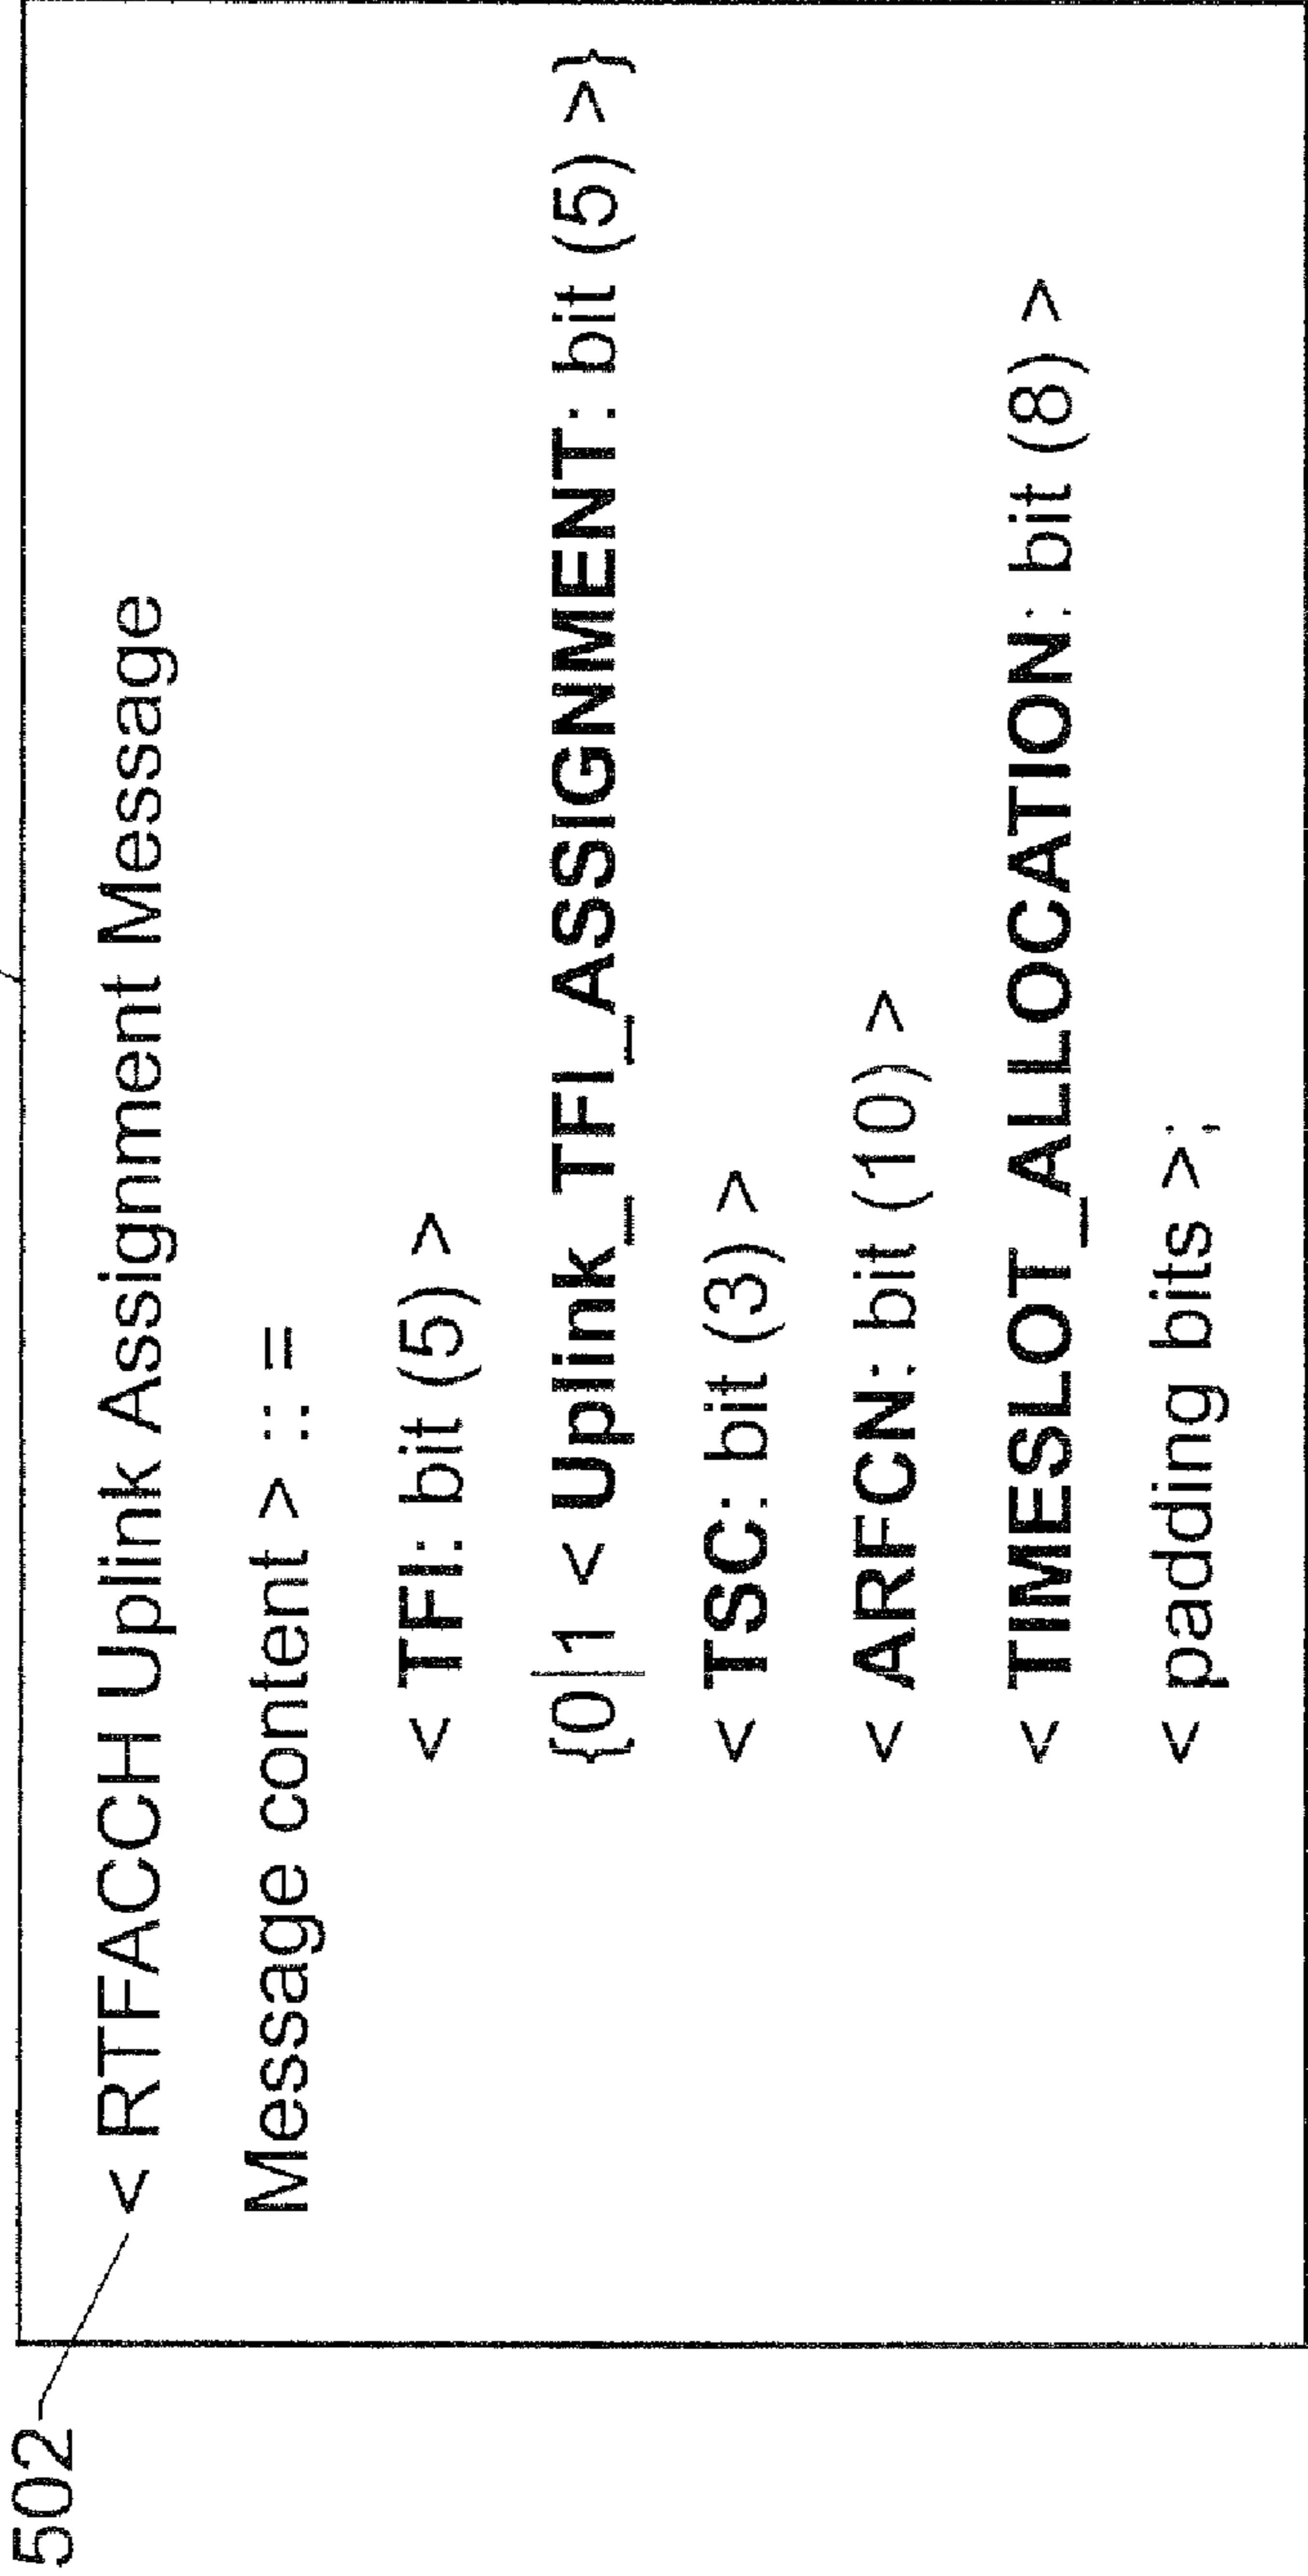 502
< RTFACCH Uplink Assignment Message
Message content > : : =
< TFI: bit (5) >
{0|1 < Uplink_TFI_ASSIGNMENT: bit (5) >}
< TSC: bit (3) >
< ARFCN: bit (10) >
< TIMESLOT_ALLOCATION: bit (8) >
< padding bits >;